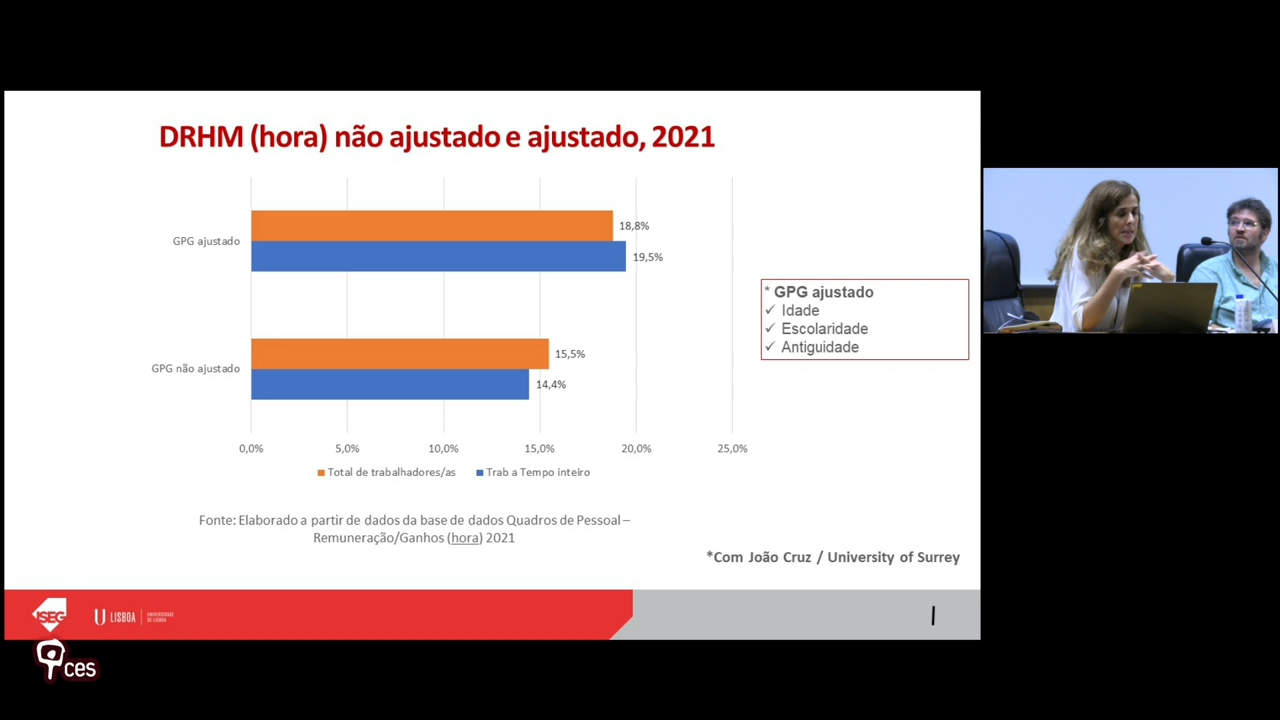 DRHM (hora) não ajustado e ajustado, 2021
GPG ajustado
18,8%
19,5%
GPG não ajustado
15,5%
14,4%
0,0% 5,0% 10,0% 15,0% 20,0% 25,0%
Total de trabalhadores/as Trab a Tempo inteiro
* GPG ajustado
✓ Idade
✓ Escolaridade
✓ Antiguidade
Fonte: Elaborado a partir de dados da base de dados Quadros de Pessoal –
Remuneração/Ganhos (hora) 2021
*Com João Cruz / University of Surrey
ISEG
U LISBOA
UNIVERSIDADE
DE LISBOA
ces